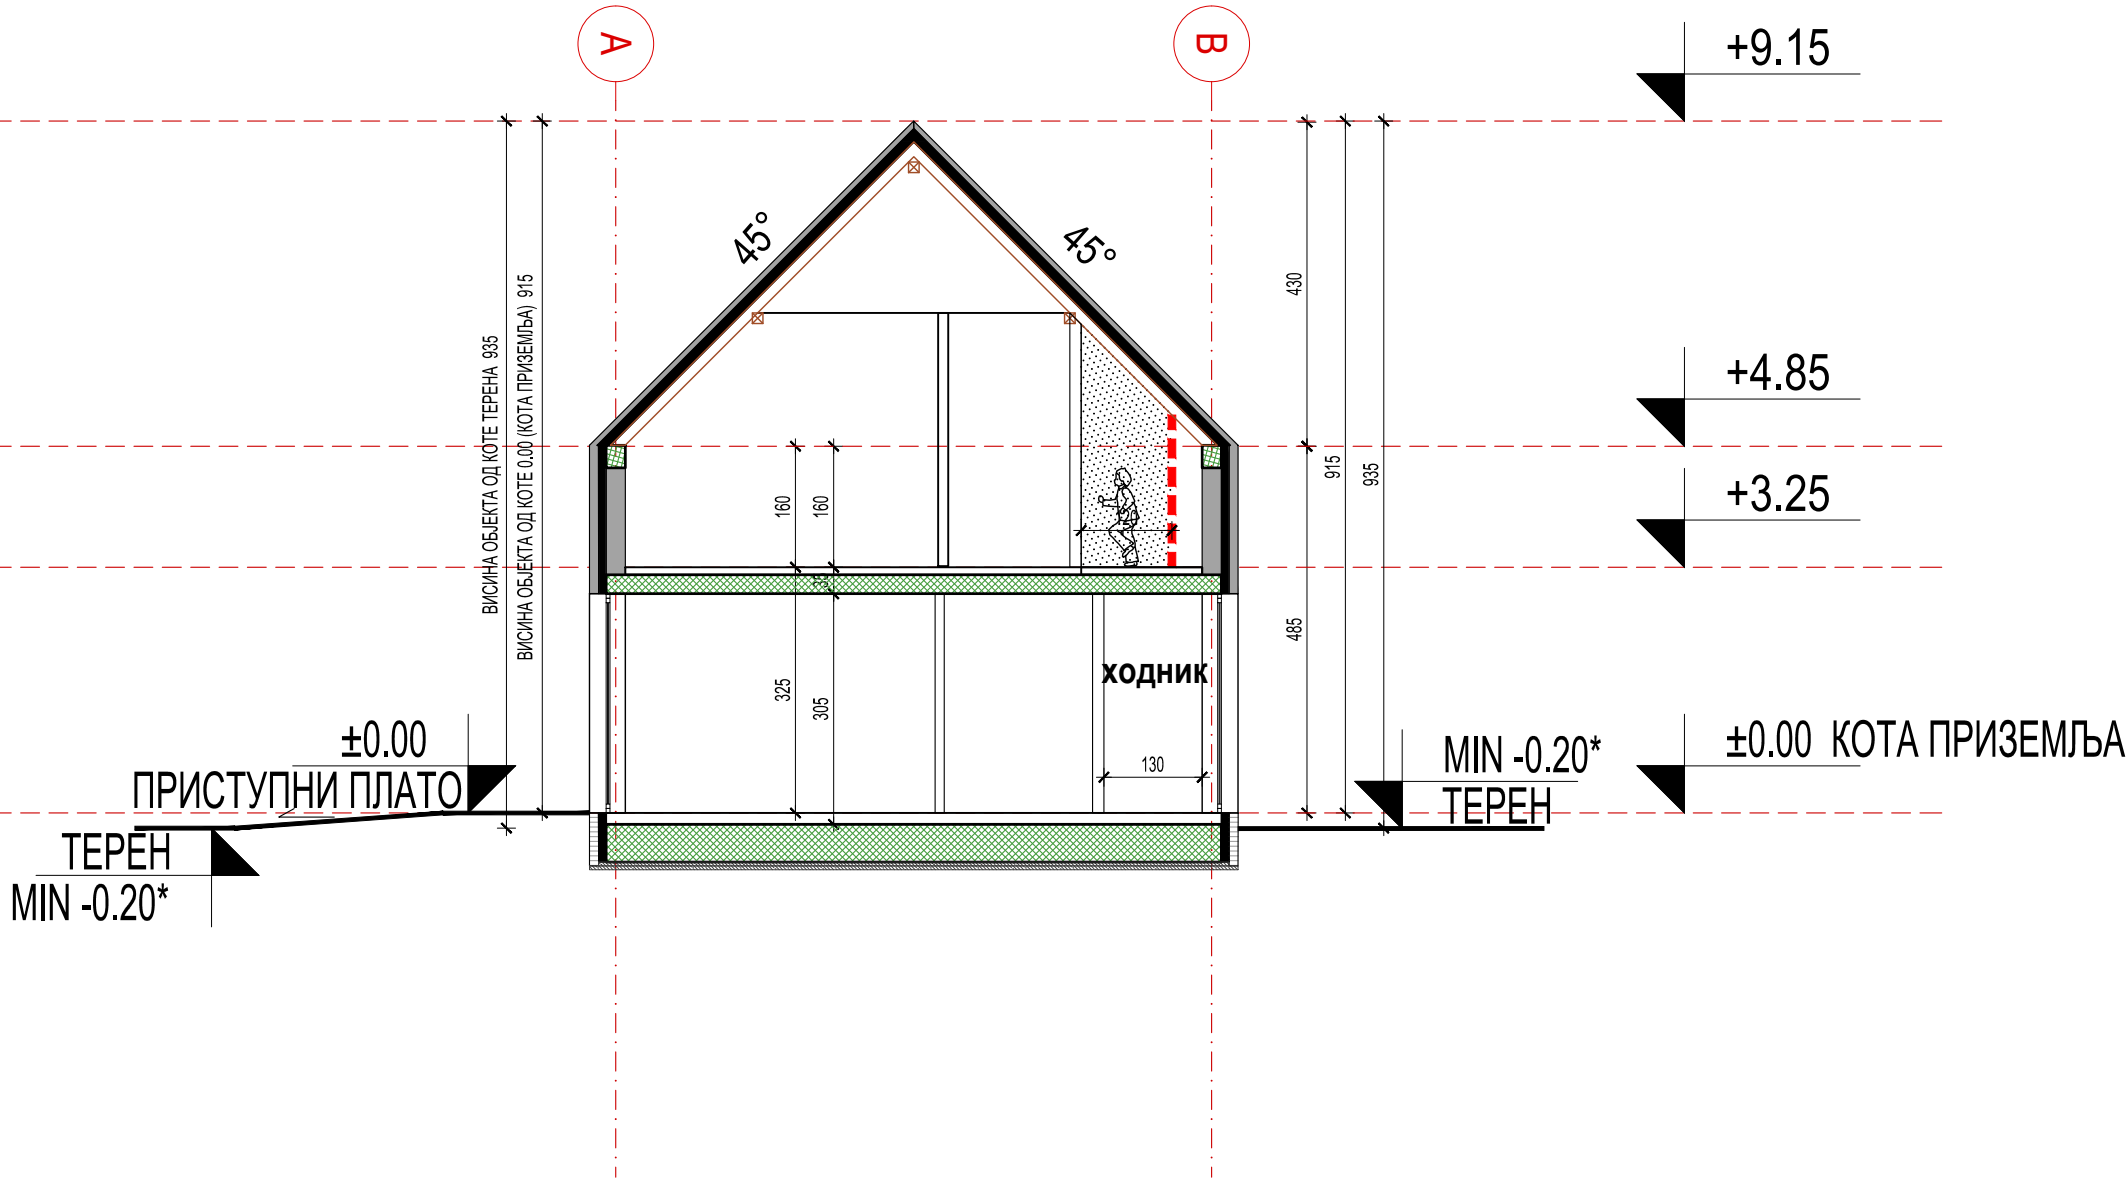 A
B
+9.15
45°
45°
430
+4.85
+3.25
ВИСИНА ОБЈЕКТА ОД КОТЕ ТЕРЕНА 935
ВИСИНА ОБЈЕКТА ОД КОТЕ 0.00 (КОТА ПРИЗЕМЉА) 915
160
160
915
935
485
325
305
ходник
130
±0.00
ПРИСТУПНИ ПЛАТО
ТЕРЕН
MIN -0.20*
MIN -0.20*
ТЕРЕН
±0.00 КОТА ПРИЗЕМЉА